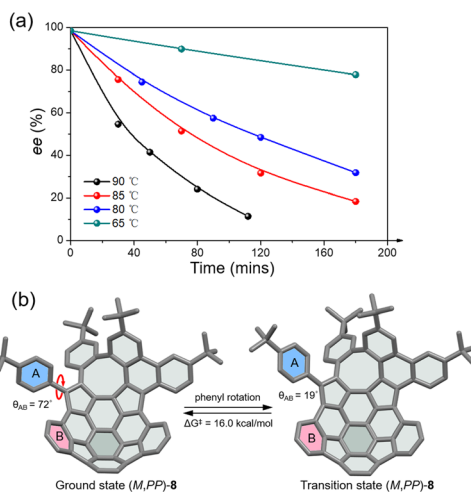 (a)
100
80
60
40
20
0
ee (%)
90 ℃
85 ℃
80 ℃
65 ℃
0 40 80 120 160 200
Time (mins)
(b)
A
θAB = 72°
B
phenyl rotation
ΔG‡ = 16.0 kcal/mol
A
θAB = 19°
B
Ground state (M,PP)-8
Transition state (M,PP)-8